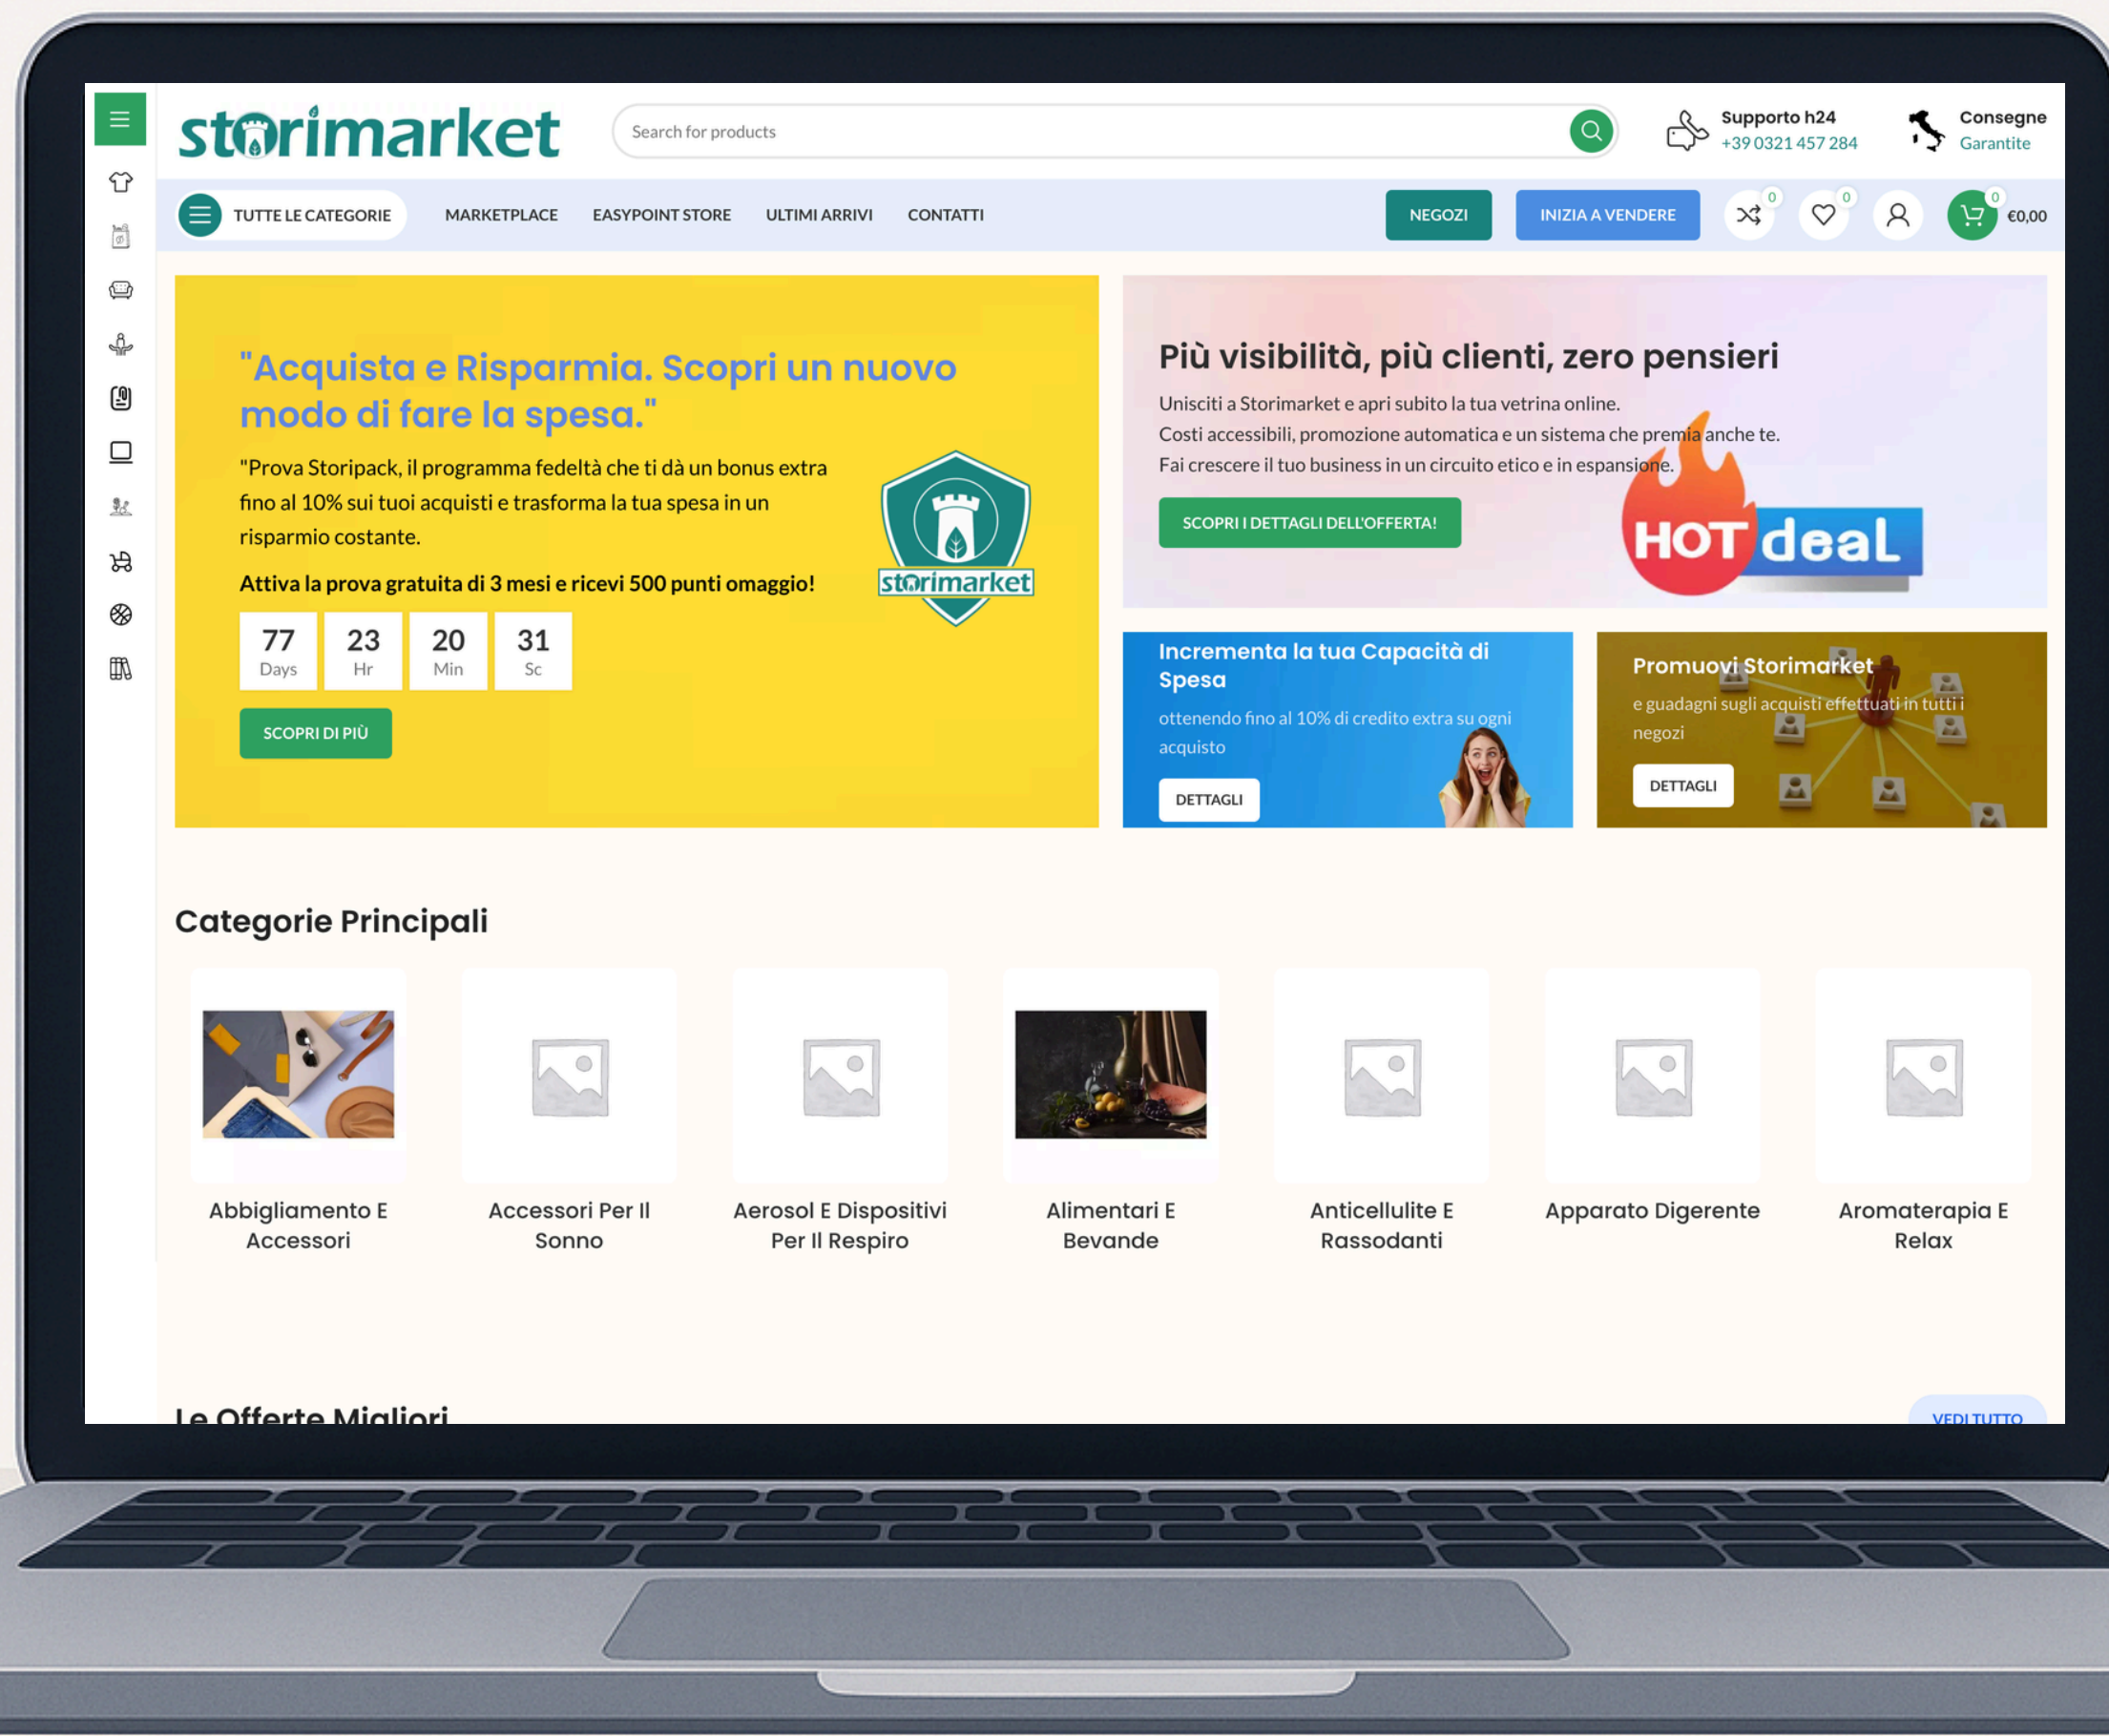 storimarket
Search for products
Supporto h24
+39 0321 457 284
Consegne
Garantite
TUTTE LE CATEGORIE
MARKETPLACE
EASYPOINT STORE
ULTIMI ARRIVI
CONTATTI
NEGOZI
INIZIA A VENDERE
0
0
0
€0,00
"Acquista e Risparmia. Scopri un nuovo
modo di fare la spesa."
"Prova Storipack, il programma fedeltà che ti dà un bonus extra
fino al 10% sui tuoi acquisti e trasforma la tua spesa in un
risparmio costante.
Attiva la prova gratuita di 3 mesi e ricevi 500 punti omaggio!
77 23 20 31
Days Hr Min Sc
SCOPRI DI PIÙ
storimarket
Più visibilità, più clienti, zero pensieri
Unisciti a Storimarket e apri subito la tua vetrina online.
Costi accessibili, promozione automatica e un sistema che premia anche te.
Fai crescere il tuo business in un circuito etico e in espansione.
SCOPRI I DETTAGLI DELL'OFFERTA!
HOT deaL
Incrementa la tua Capacità di
Spesa
ottenendo fino al 10% di credito extra su ogni
acquisto
DETTAGLI
Promuovi Storimarket
e guadagni sugli acquisti effettuati in tutti i
negozi
DETTAGLI
Categorie Principali
Abbigliamento E
Accessori
Accessori Per Il
Sonno
Aerosol E Dispositivi
Per Il Respiro
Alimentari E
Bevande
Anticellulite E
Rassodanti
Apparato Digerente
Aromaterapia E
Relax
Le Offerte Migliori
VEDI TUTTO